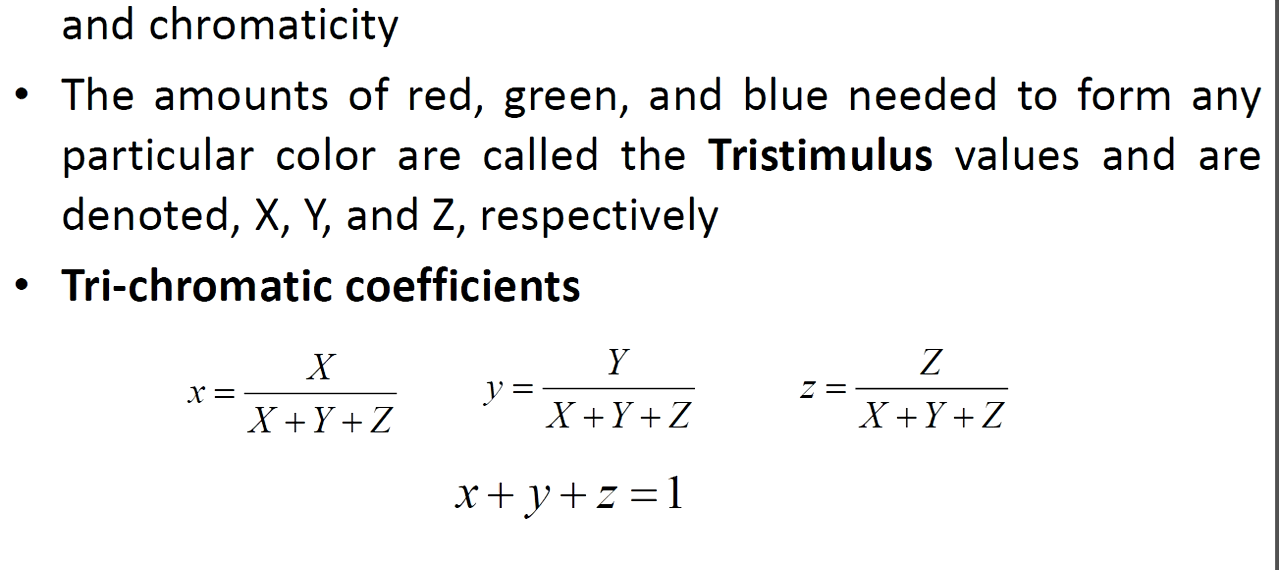 and chromaticity
• The amounts of red, green, and blue needed to form any
particular color are called the Tristimulus values and are
denoted, X, Y, and Z, respectively
• Tri-chromatic coefficients
x = X / (X + Y + Z)   y = Y / (X + Y + Z)   z = Z / (X + Y + Z)
x + y + z = 1